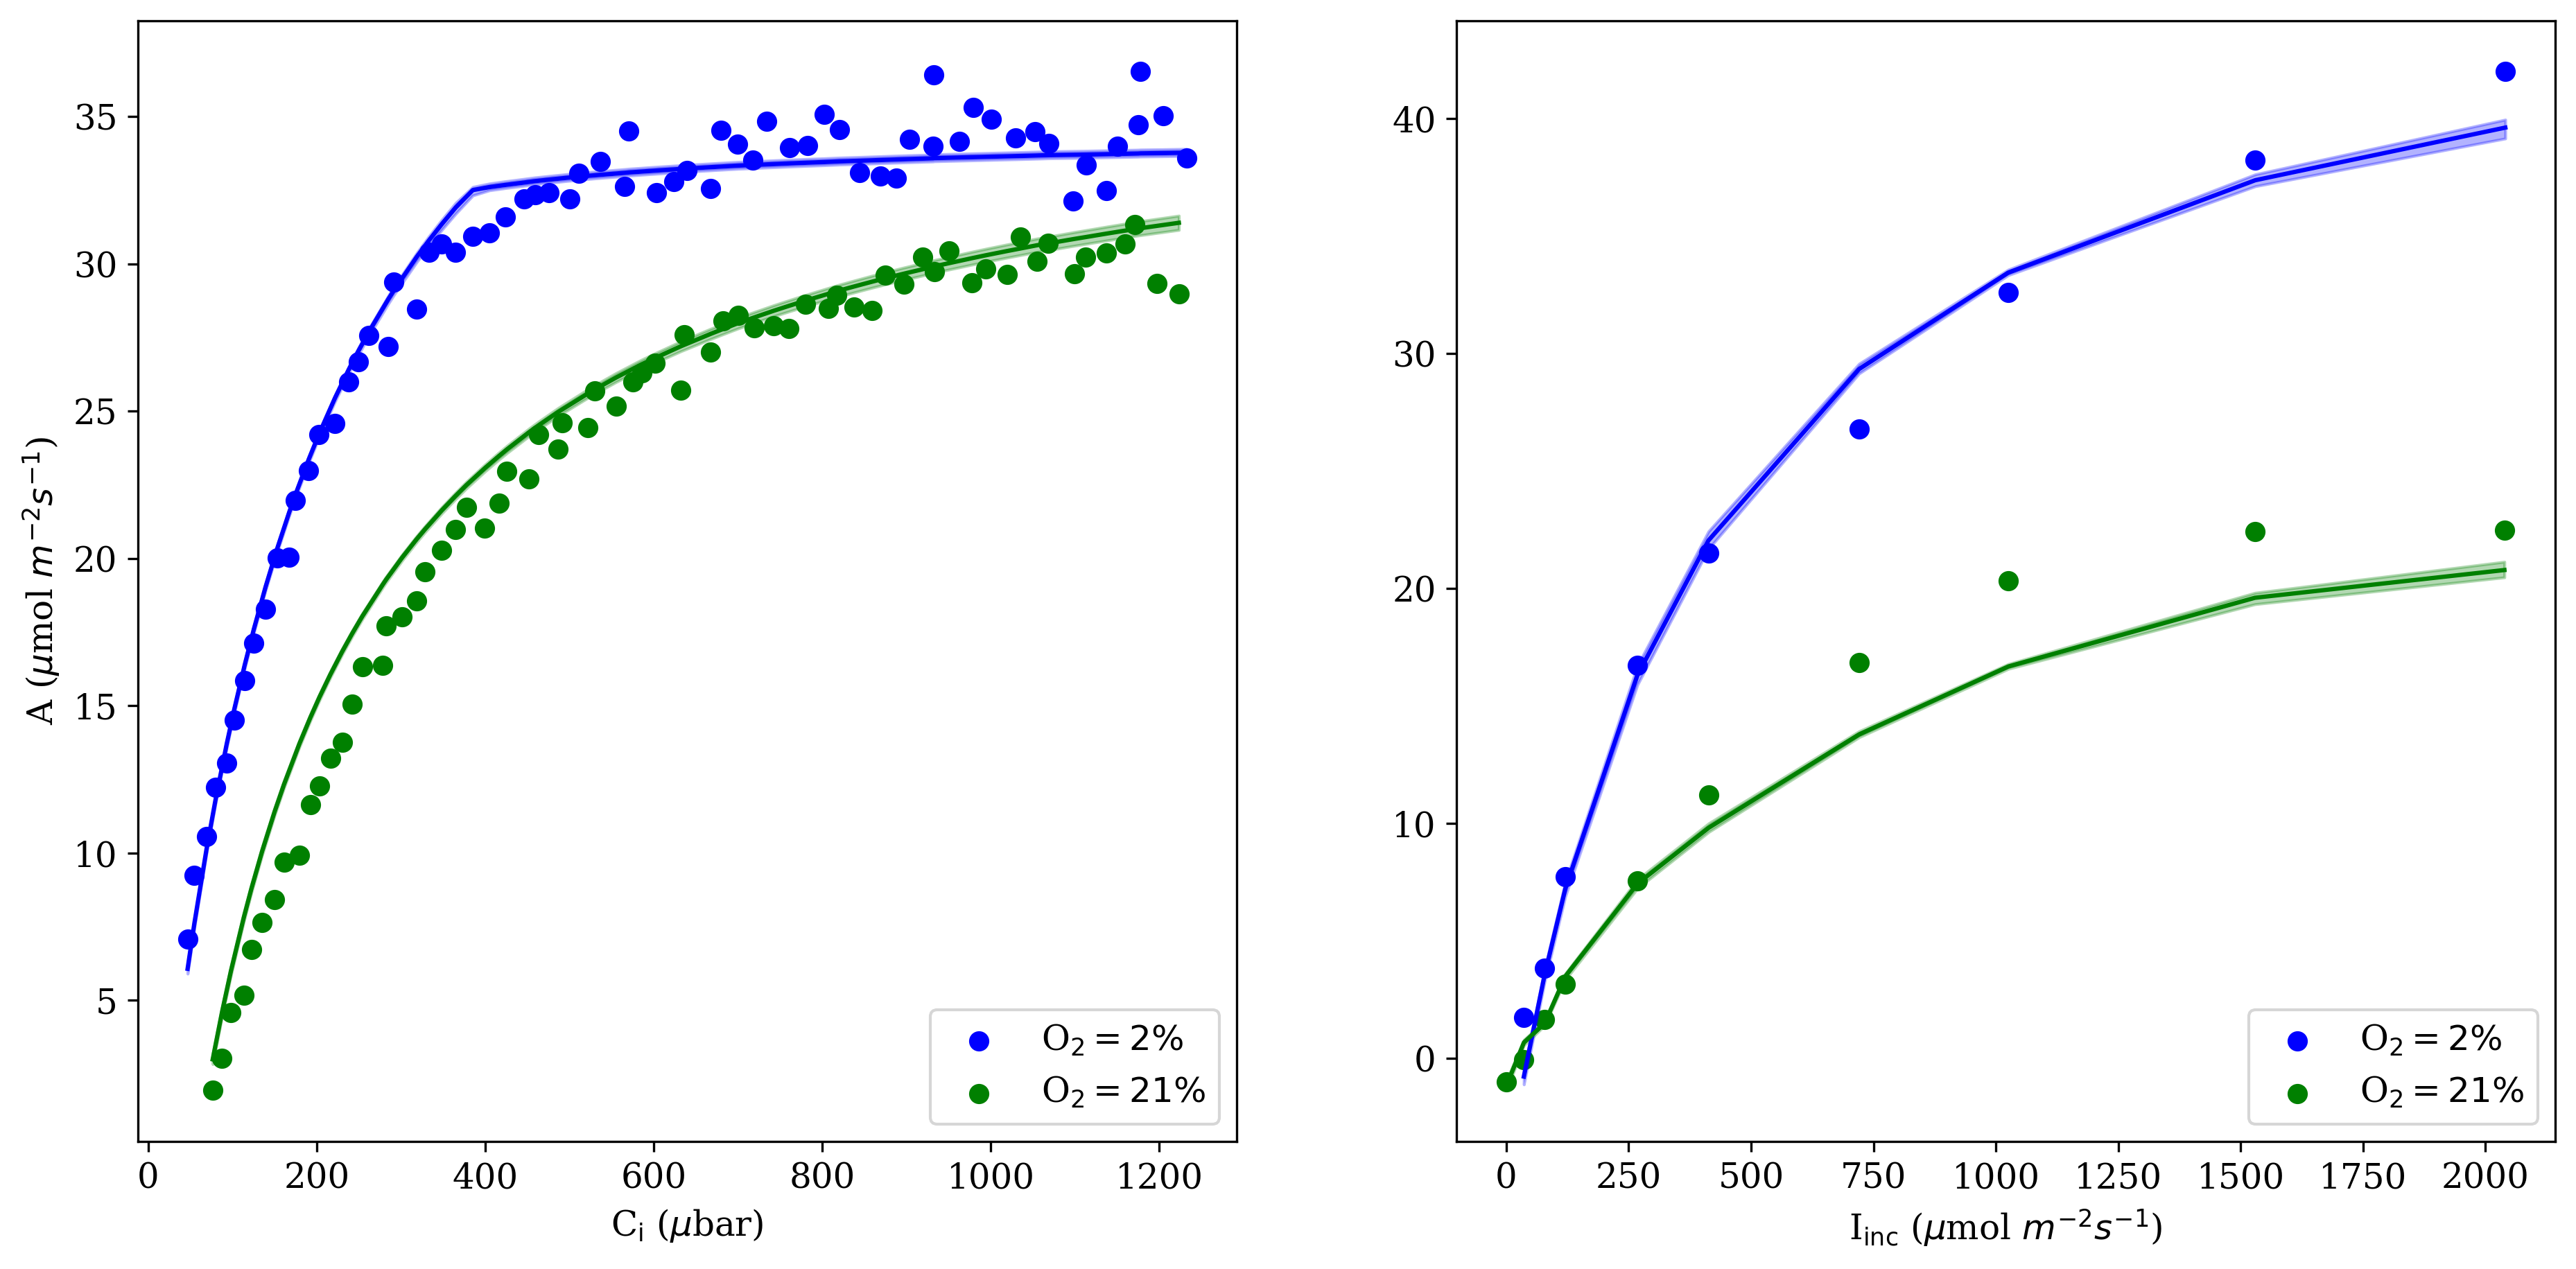 A (μmol m⁻²s⁻¹)
35
30
25
20
15
10
5
0 200 400 600 800 1000 1200
Cᵢ (μbar)
O₂ = 2%
O₂ = 21%
40
30
20
10
0
0 250 500 750 1000 1250 1500 1750 2000
I_inc (μmol m⁻²s⁻¹)
O₂ = 2%
O₂ = 21%